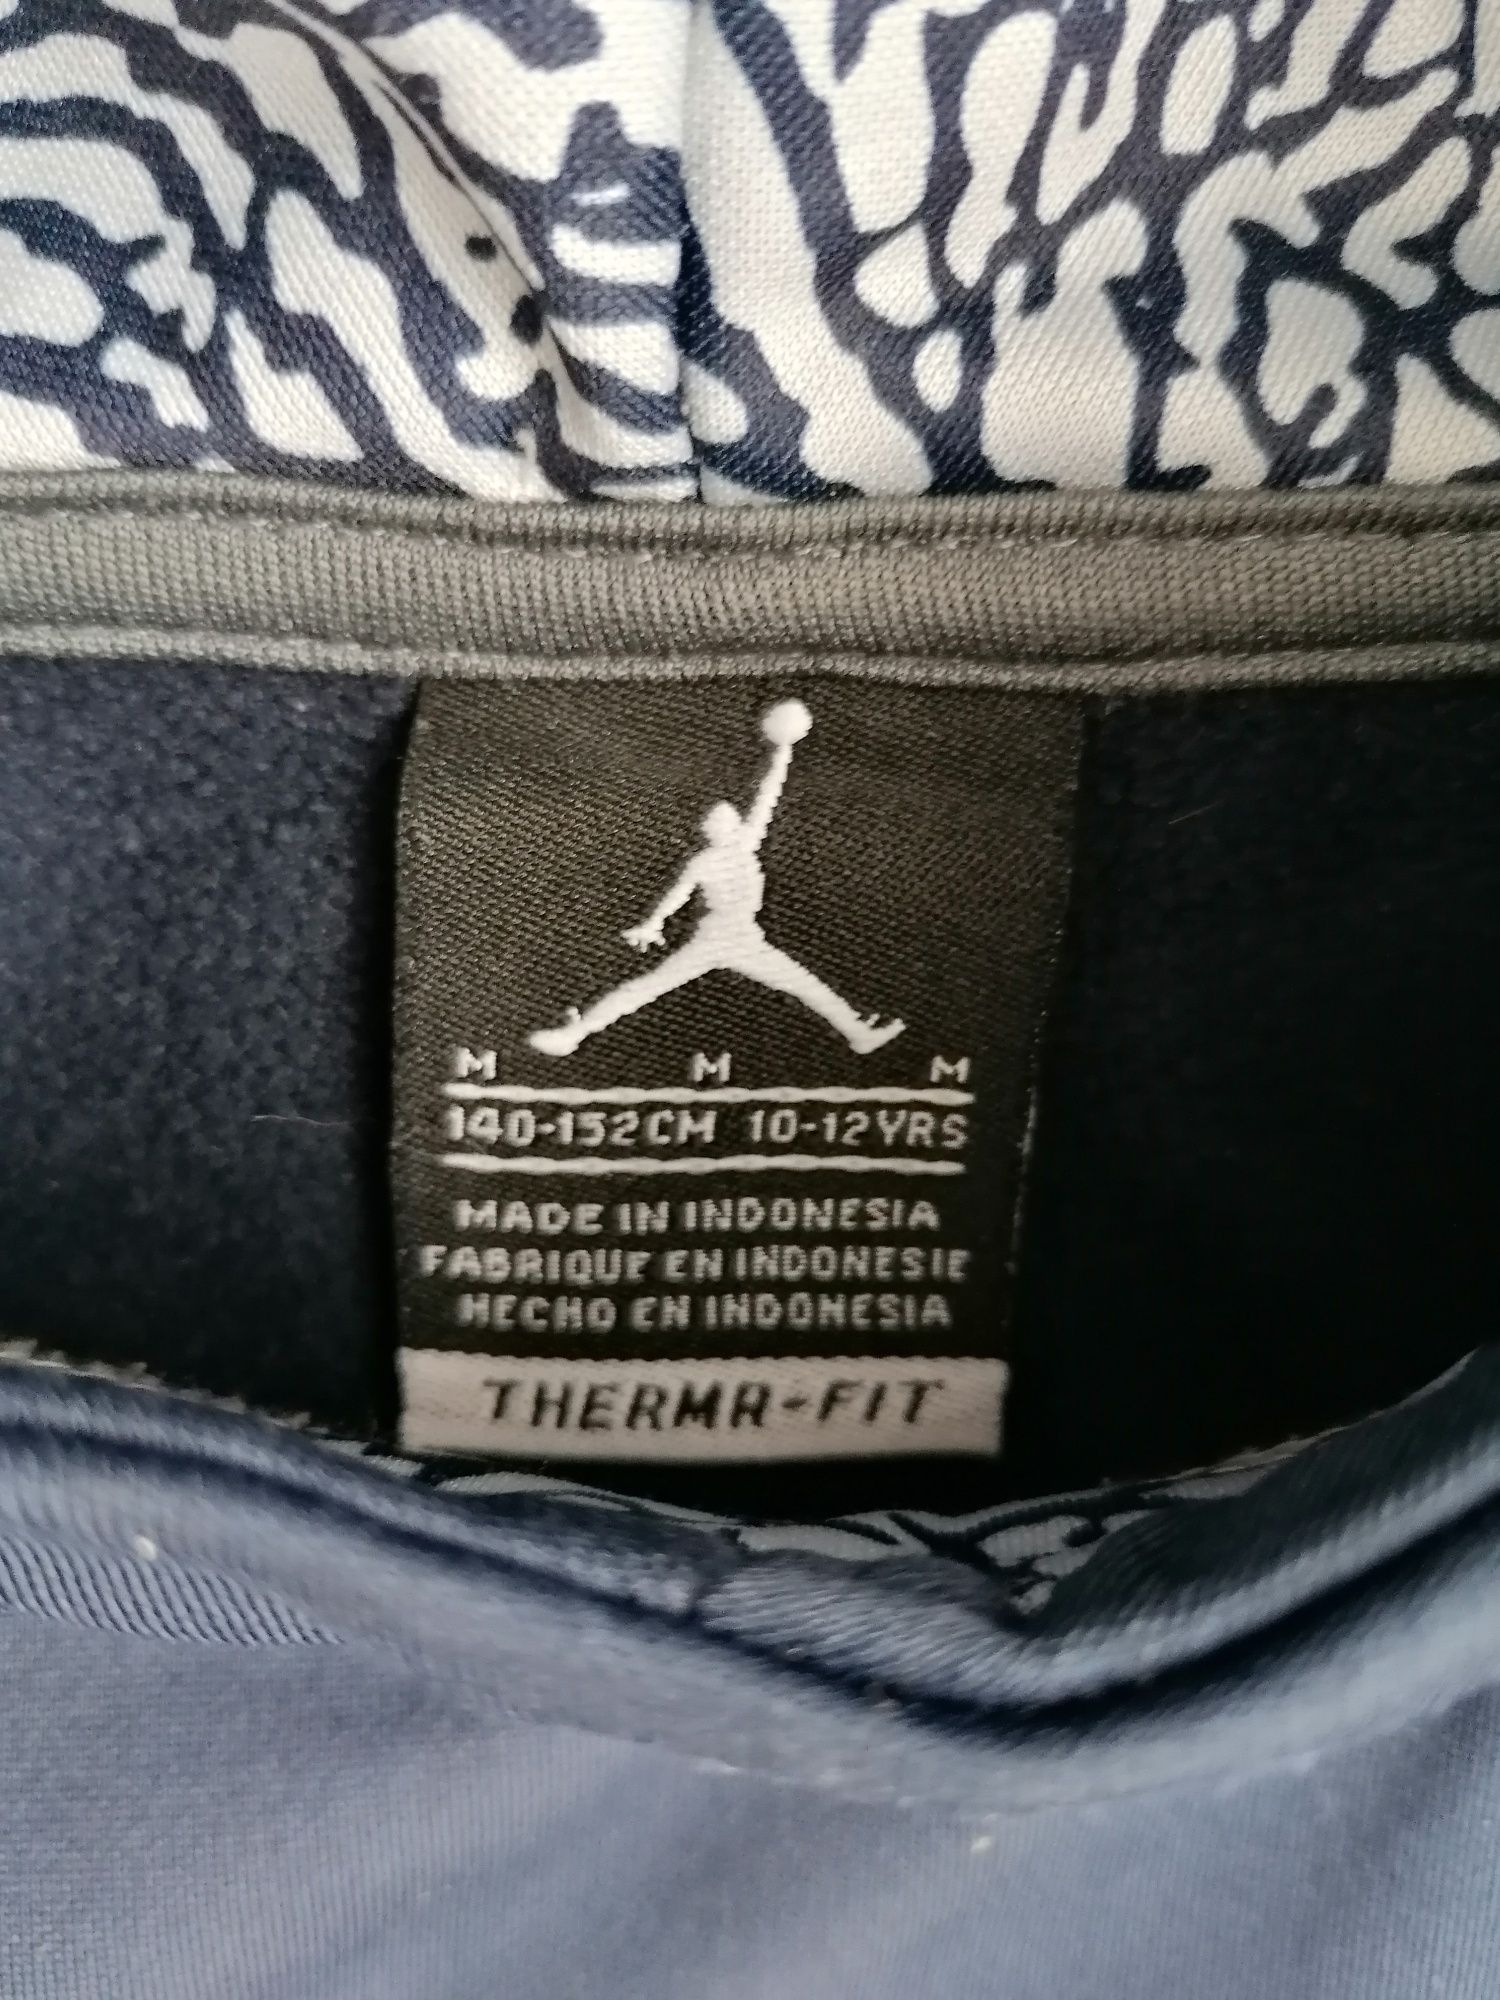 M M M
140-152CM 10-12YRS
MADE IN INDONESIA
FABRIQUE EN INDONESIE
HECHO EN INDONESIA
THERMA-FIT